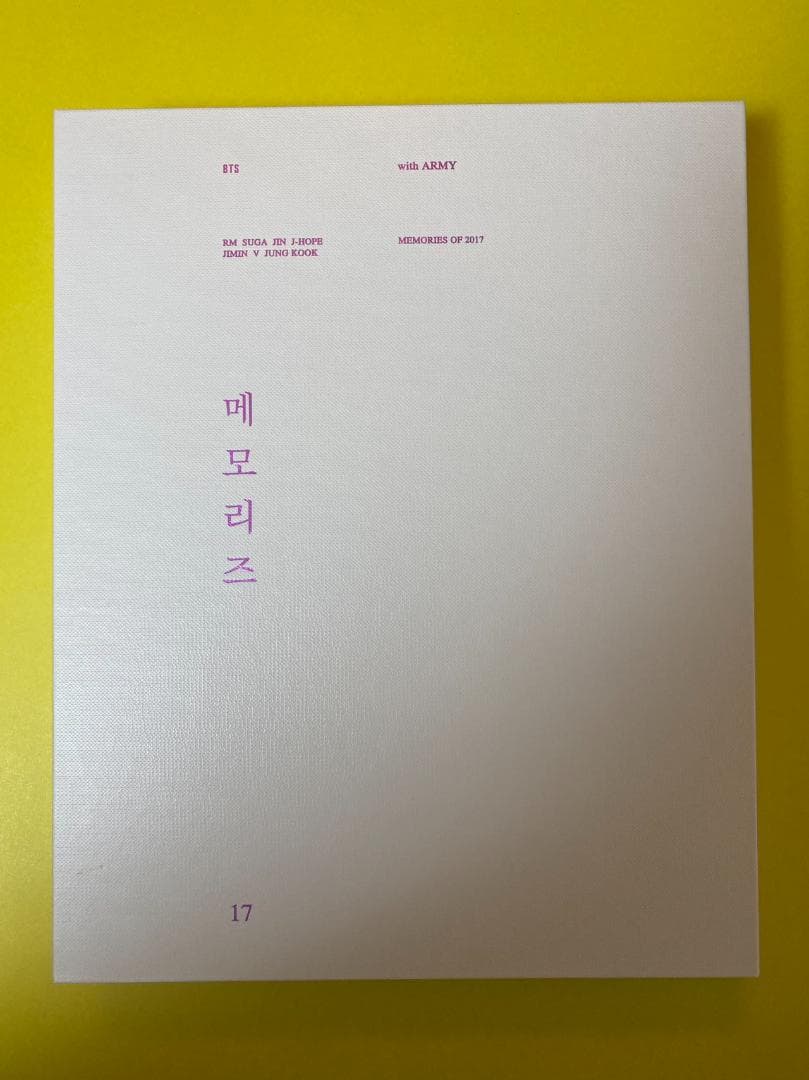 BTS
with ARMY
RM SUGA JIN J-HOPE
JIMIN V JUNG KOOK
MEMORIES OF 2017
메모리즈
17